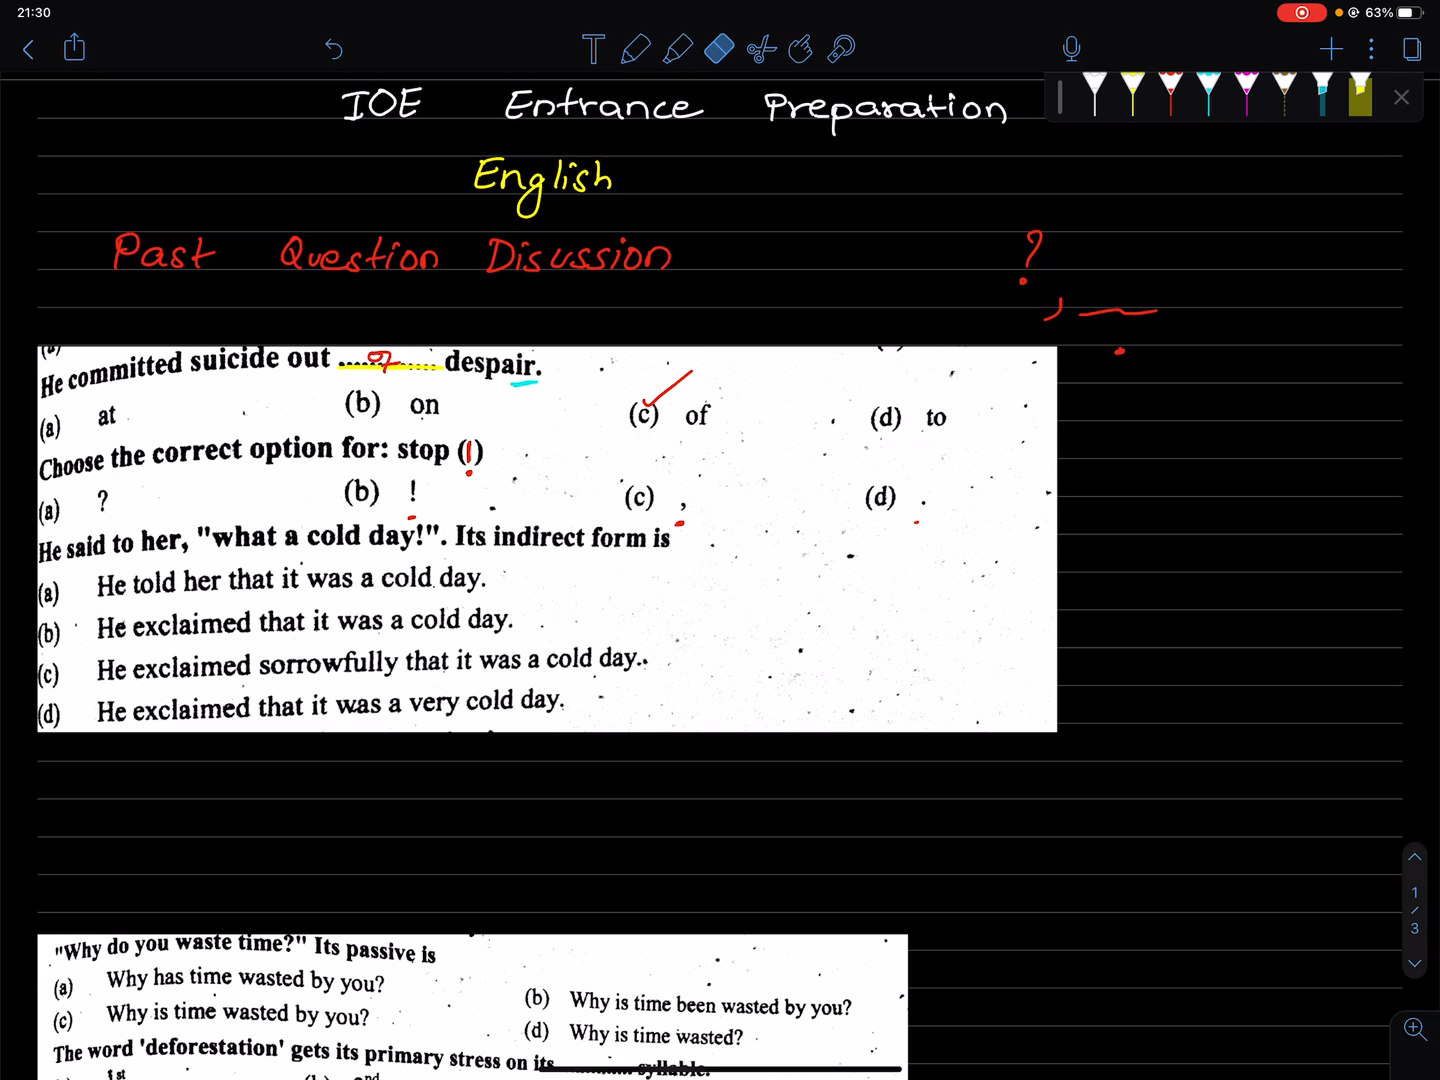 21:30
63%
IOE Entrance Preparation
English
Past Question Disussion
?
, —
.
He committed suicide out ....of.... despair.
(a) at (b) on (c) of (d) to
Choose the correct option for: stop (!)
(a) ? (b) ! (c) , (d) .
He said to her, "what a cold day!". Its indirect form is
(a) He told her that it was a cold day.
(b) He exclaimed that it was a cold day.
(c) He exclaimed sorrowfully that it was a cold day..
(d) He exclaimed that it was a very cold day.
1
/
3
"Why do you waste time?" Its passive is
(a) Why has time wasted by you?
(b) Why is time been wasted by you?
(c) Why is time wasted by you?
(d) Why is time wasted?
The word 'deforestation' gets its primary stress on its ........ syllable.
1st